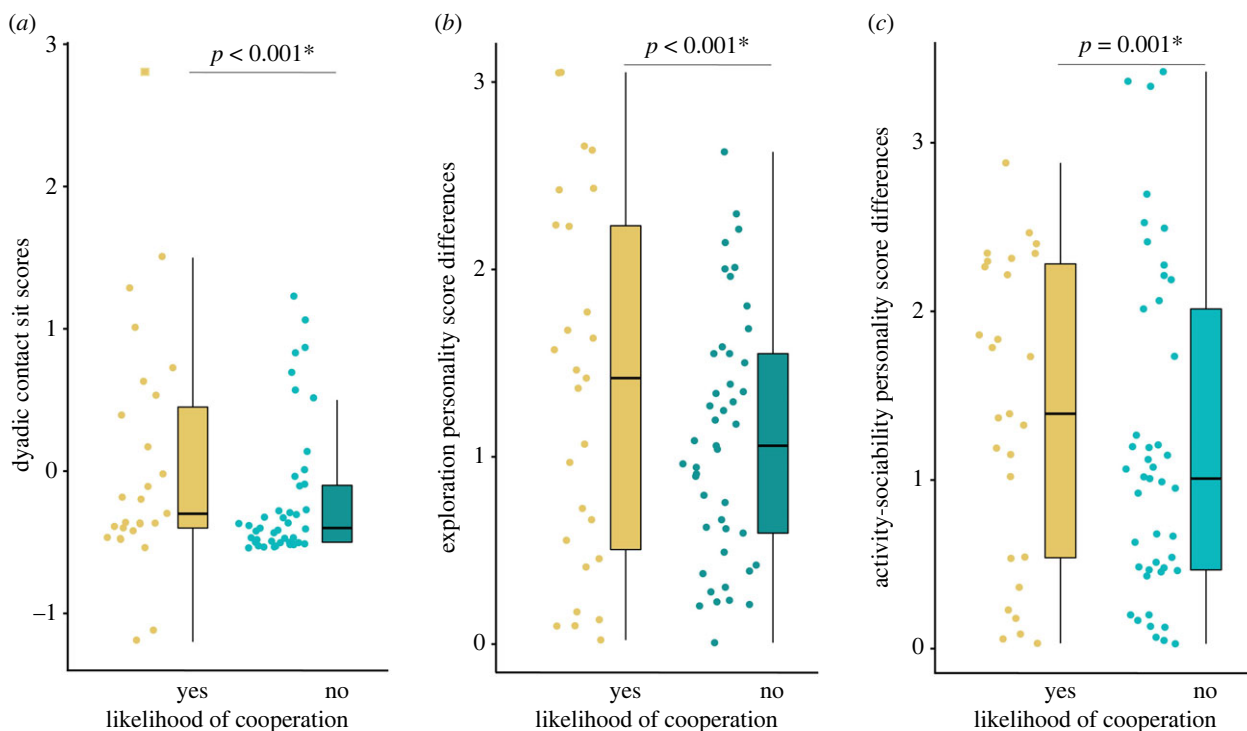 (a)
3
2
1
0
−1
dyadic contact sit scores
p < 0.001*
yes no
likelihood of cooperation
(b)
3
2
1
0
exploration personality score differences
p < 0.001*
yes no
likelihood of cooperation
(c)
3
2
1
0
activity-sociability personality score differences
p = 0.001*
yes no
likelihood of cooperation